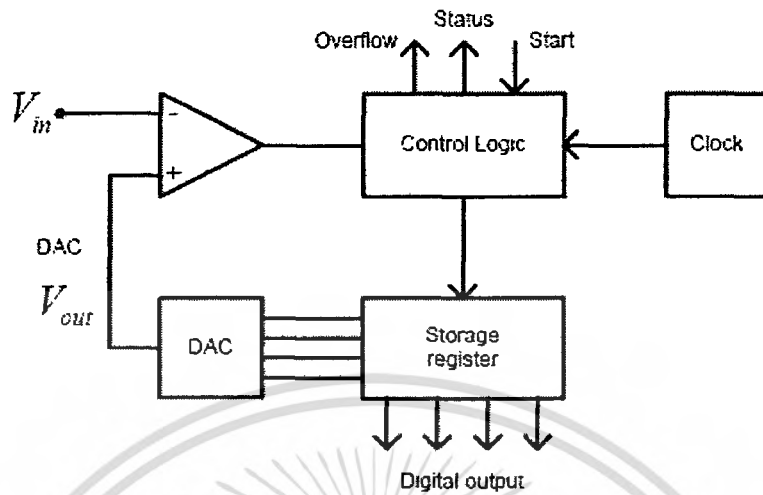 Status
Overflow
Start
V_in
-
+
Control Logic
Clock
DAC
V_out
DAC
Storage
register
Digital output